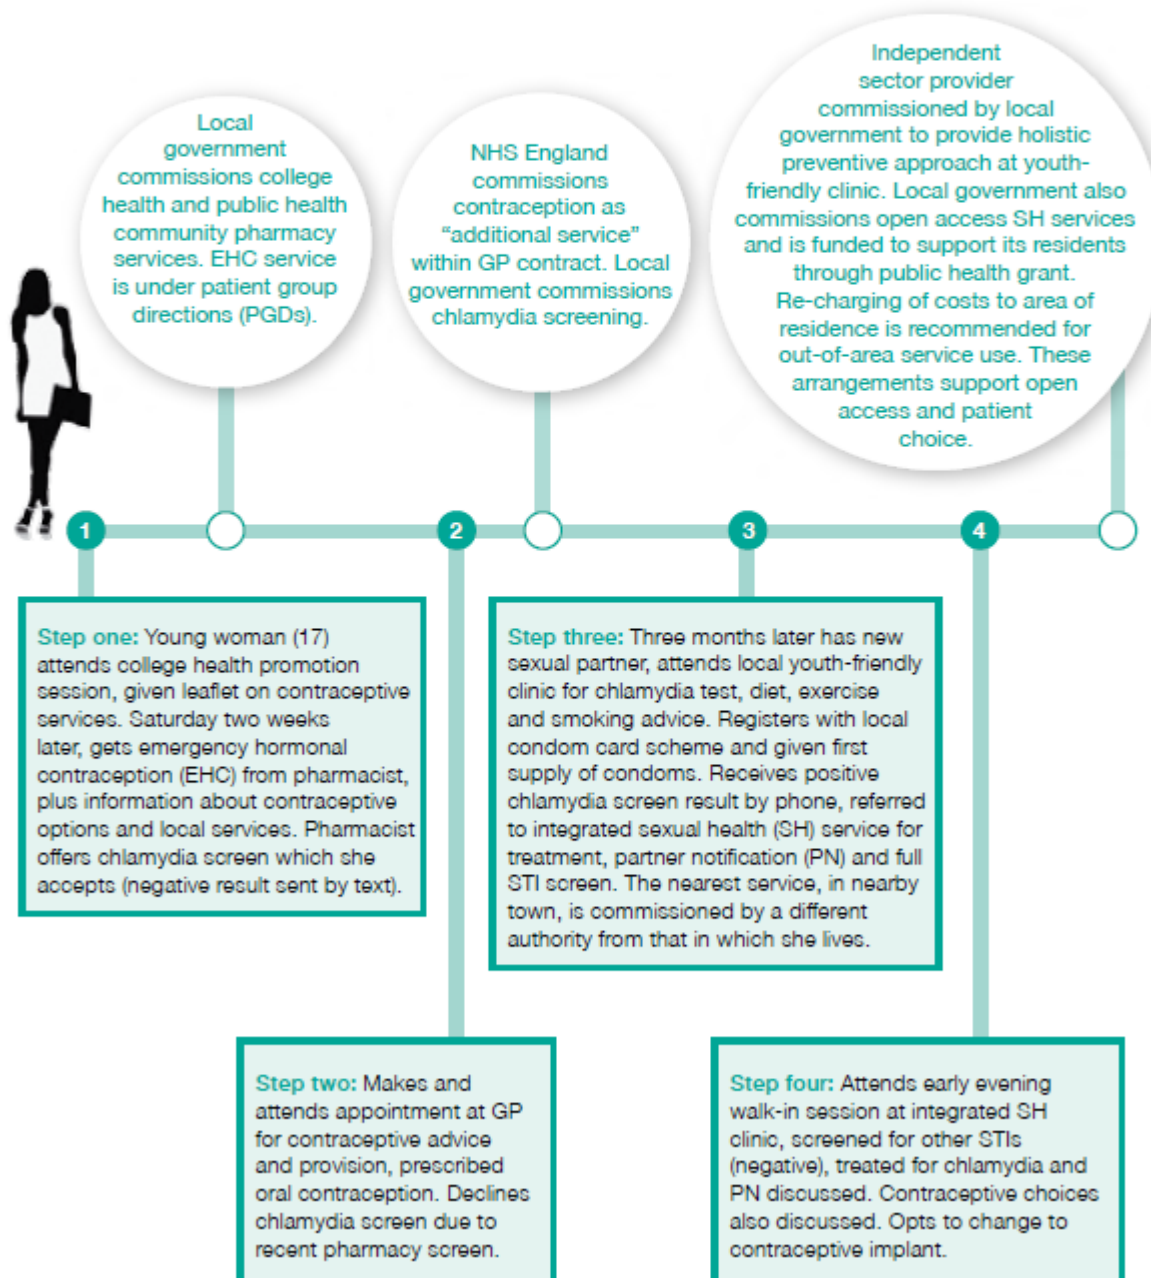 Local
government
commissions college
health and public health
community pharmacy
services. EHC service
is under patient group
directions (PGDs).
NHS England
commissions
contraception as
“additional service”
within GP contract. Local
government commissions
chlamydia screening.
Independent
sector provider
commissioned by local
government to provide holistic
preventive approach at youth-
friendly clinic. Local government also
commissions open access SH services
and is funded to support its residents
through public health grant.
Re-charging of costs to area of
residence is recommended for
out-of-area service use. These
arrangements support open
access and patient
choice.
1
2
3
4
Step one: Young woman (17)
attends college health promotion
session, given leaflet on contraceptive
services. Saturday two weeks
later, gets emergency hormonal
contraception (EHC) from pharmacist,
plus information about contraceptive
options and local services. Pharmacist
offers chlamydia screen which she
accepts (negative result sent by text).
Step three: Three months later has new
sexual partner, attends local youth-friendly
clinic for chlamydia test, diet, exercise
and smoking advice. Registers with local
condom card scheme and given first
supply of condoms. Receives positive
chlamydia screen result by phone, referred
to integrated sexual health (SH) service for
treatment, partner notification (PN) and full
STI screen. The nearest service, in nearby
town, is commissioned by a different
authority from that in which she lives.
Step two: Makes and
attends appointment at GP
for contraceptive advice
and provision, prescribed
oral contraception. Declines
chlamydia screen due to
recent pharmacy screen.
Step four: Attends early evening
walk-in session at integrated SH
clinic, screened for other STIs
(negative), treated for chlamydia and
PN discussed. Contraceptive choices
also discussed. Opts to change to
contraceptive implant.